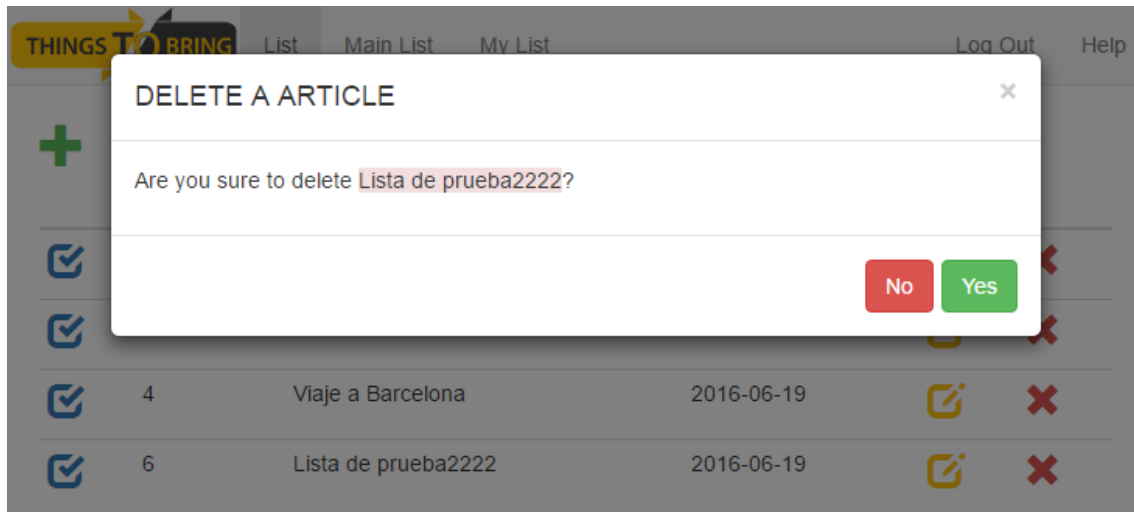 THINGS TO BRING List Main List My List Log Out Help
DELETE A ARTICLE ×
Are you sure to delete Lista de prueba2222?
No Yes
4 Viaje a Barcelona 2016-06-19
6 Lista de prueba2222 2016-06-19